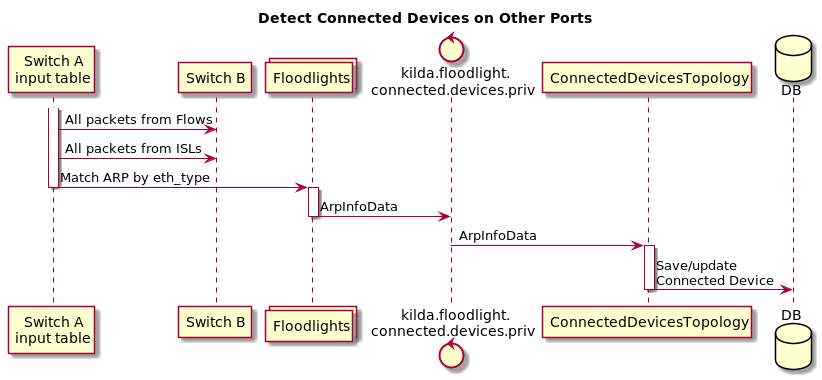 Detect Connected Devices on Other Ports
Switch A
input table
Switch B
Floodlights
kilda.floodlight.
connected.devices.priv
ConnectedDevicesTopology
DB
All packets from Flows
All packets from ISLs
Match ARP by eth_type
ArpInfoData
ArpInfoData
Save/update
Connected Device
Switch A
input table
Switch B
Floodlights
kilda.floodlight.
connected.devices.priv
ConnectedDevicesTopology
DB